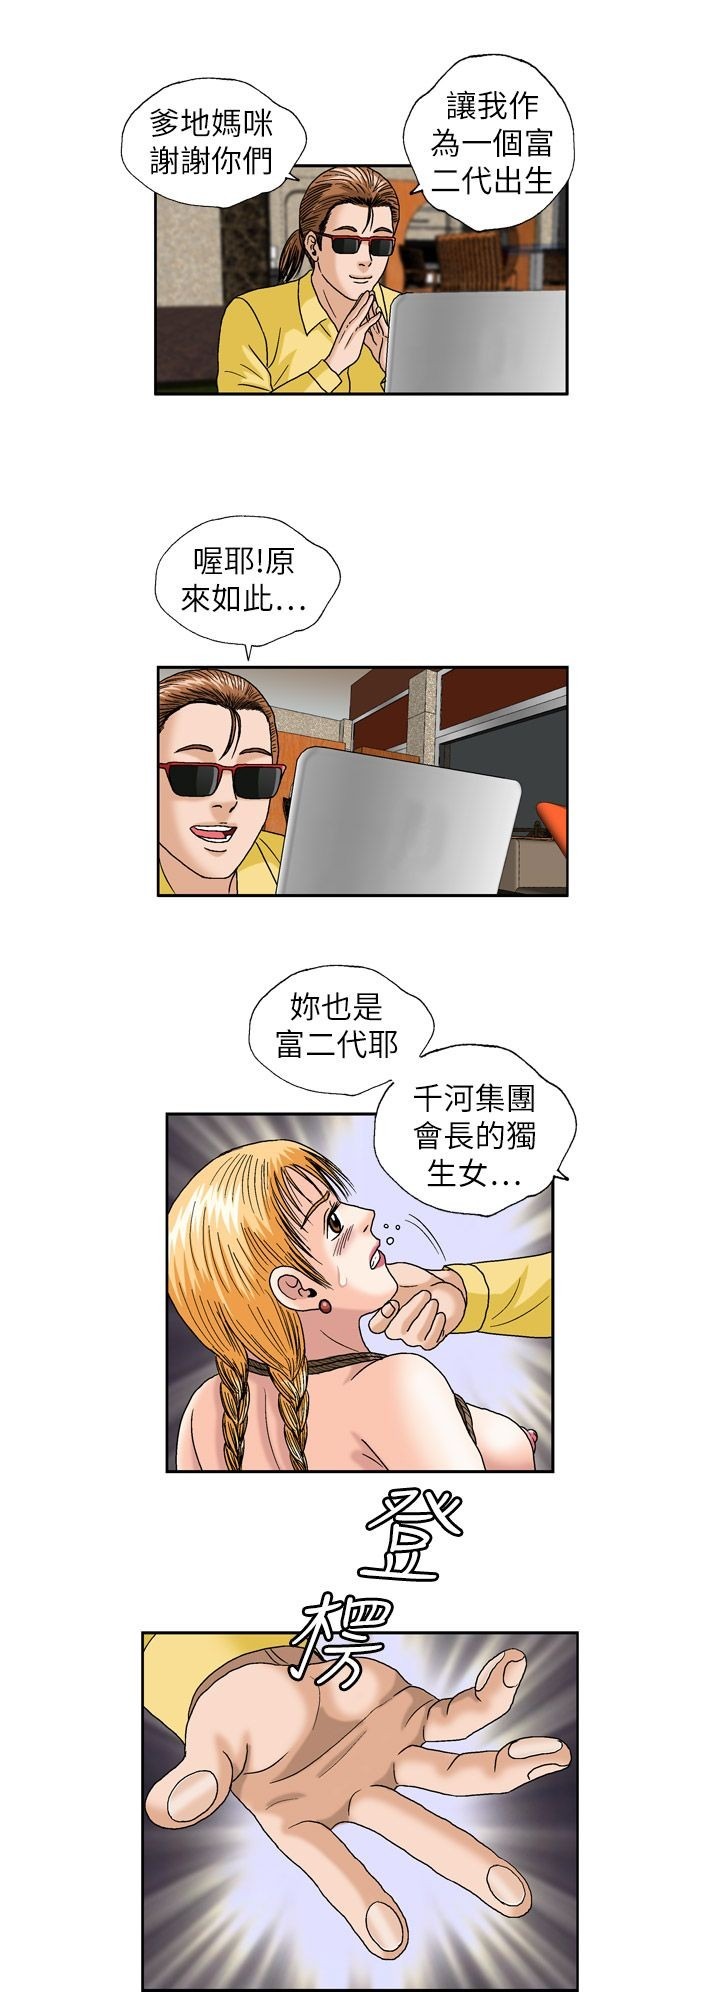 爹地媽咪
謝謝你們
讓我作
為一個富
二代出生
喔耶!原
來如此...
妳也是
富二代耶
千河集團
會長的獨
生女...
登
楞